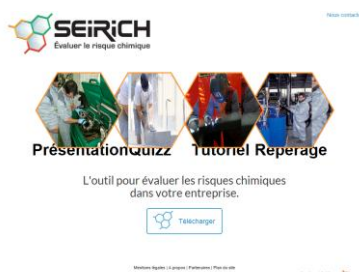 Nous contact
SEIRICH
Évaluer le risque chimique
Présentation Quizz Tutoriel Repérage
L'outil pour évaluer les risques chimiques
dans votre entreprise.
Télécharger
Mentions légales | A propos | Partenaires | Plan du site